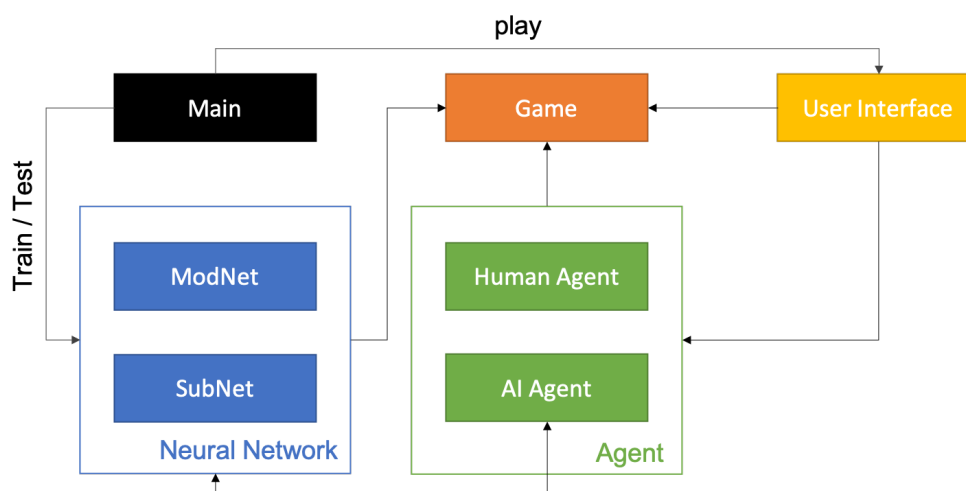 play
Main
Game
User Interface
Train / Test
ModNet
Human Agent
SubNet
AI Agent
Neural Network
Agent